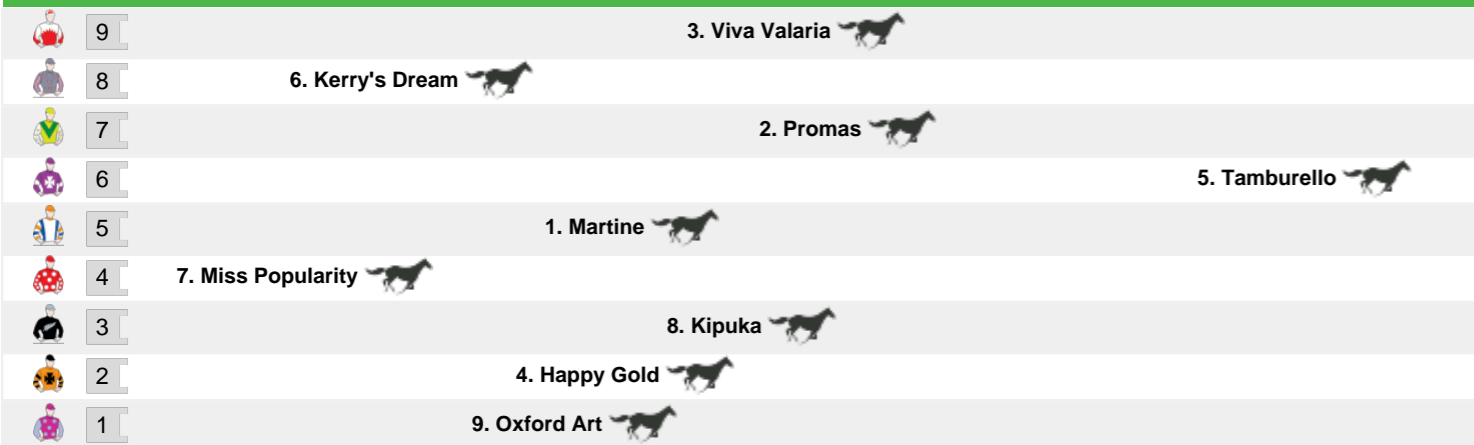 9 3. Viva Valaria
8 6. Kerry's Dream
7 2. Promas
6 5. Tamburello
5 1. Martine
4 7. Miss Popularity
3 8. Kipuka
2 4. Happy Gold
1 9. Oxford Art